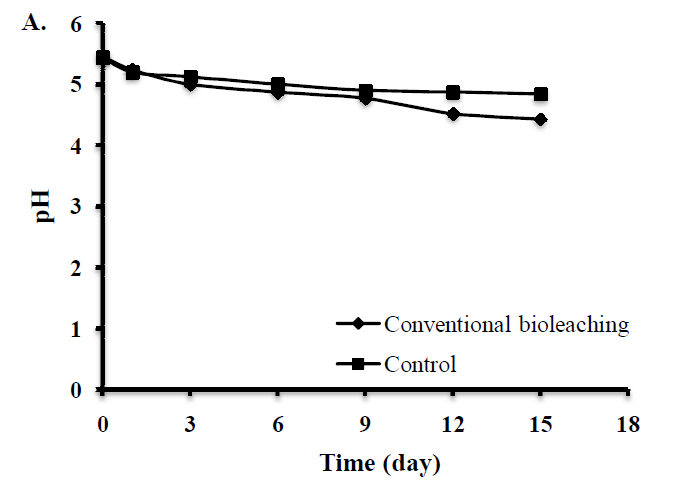 A.
6
5
4
3
2
1
0
pH
0 3 6 9 12 15 18
Time (day)
Conventional bioleaching
Control